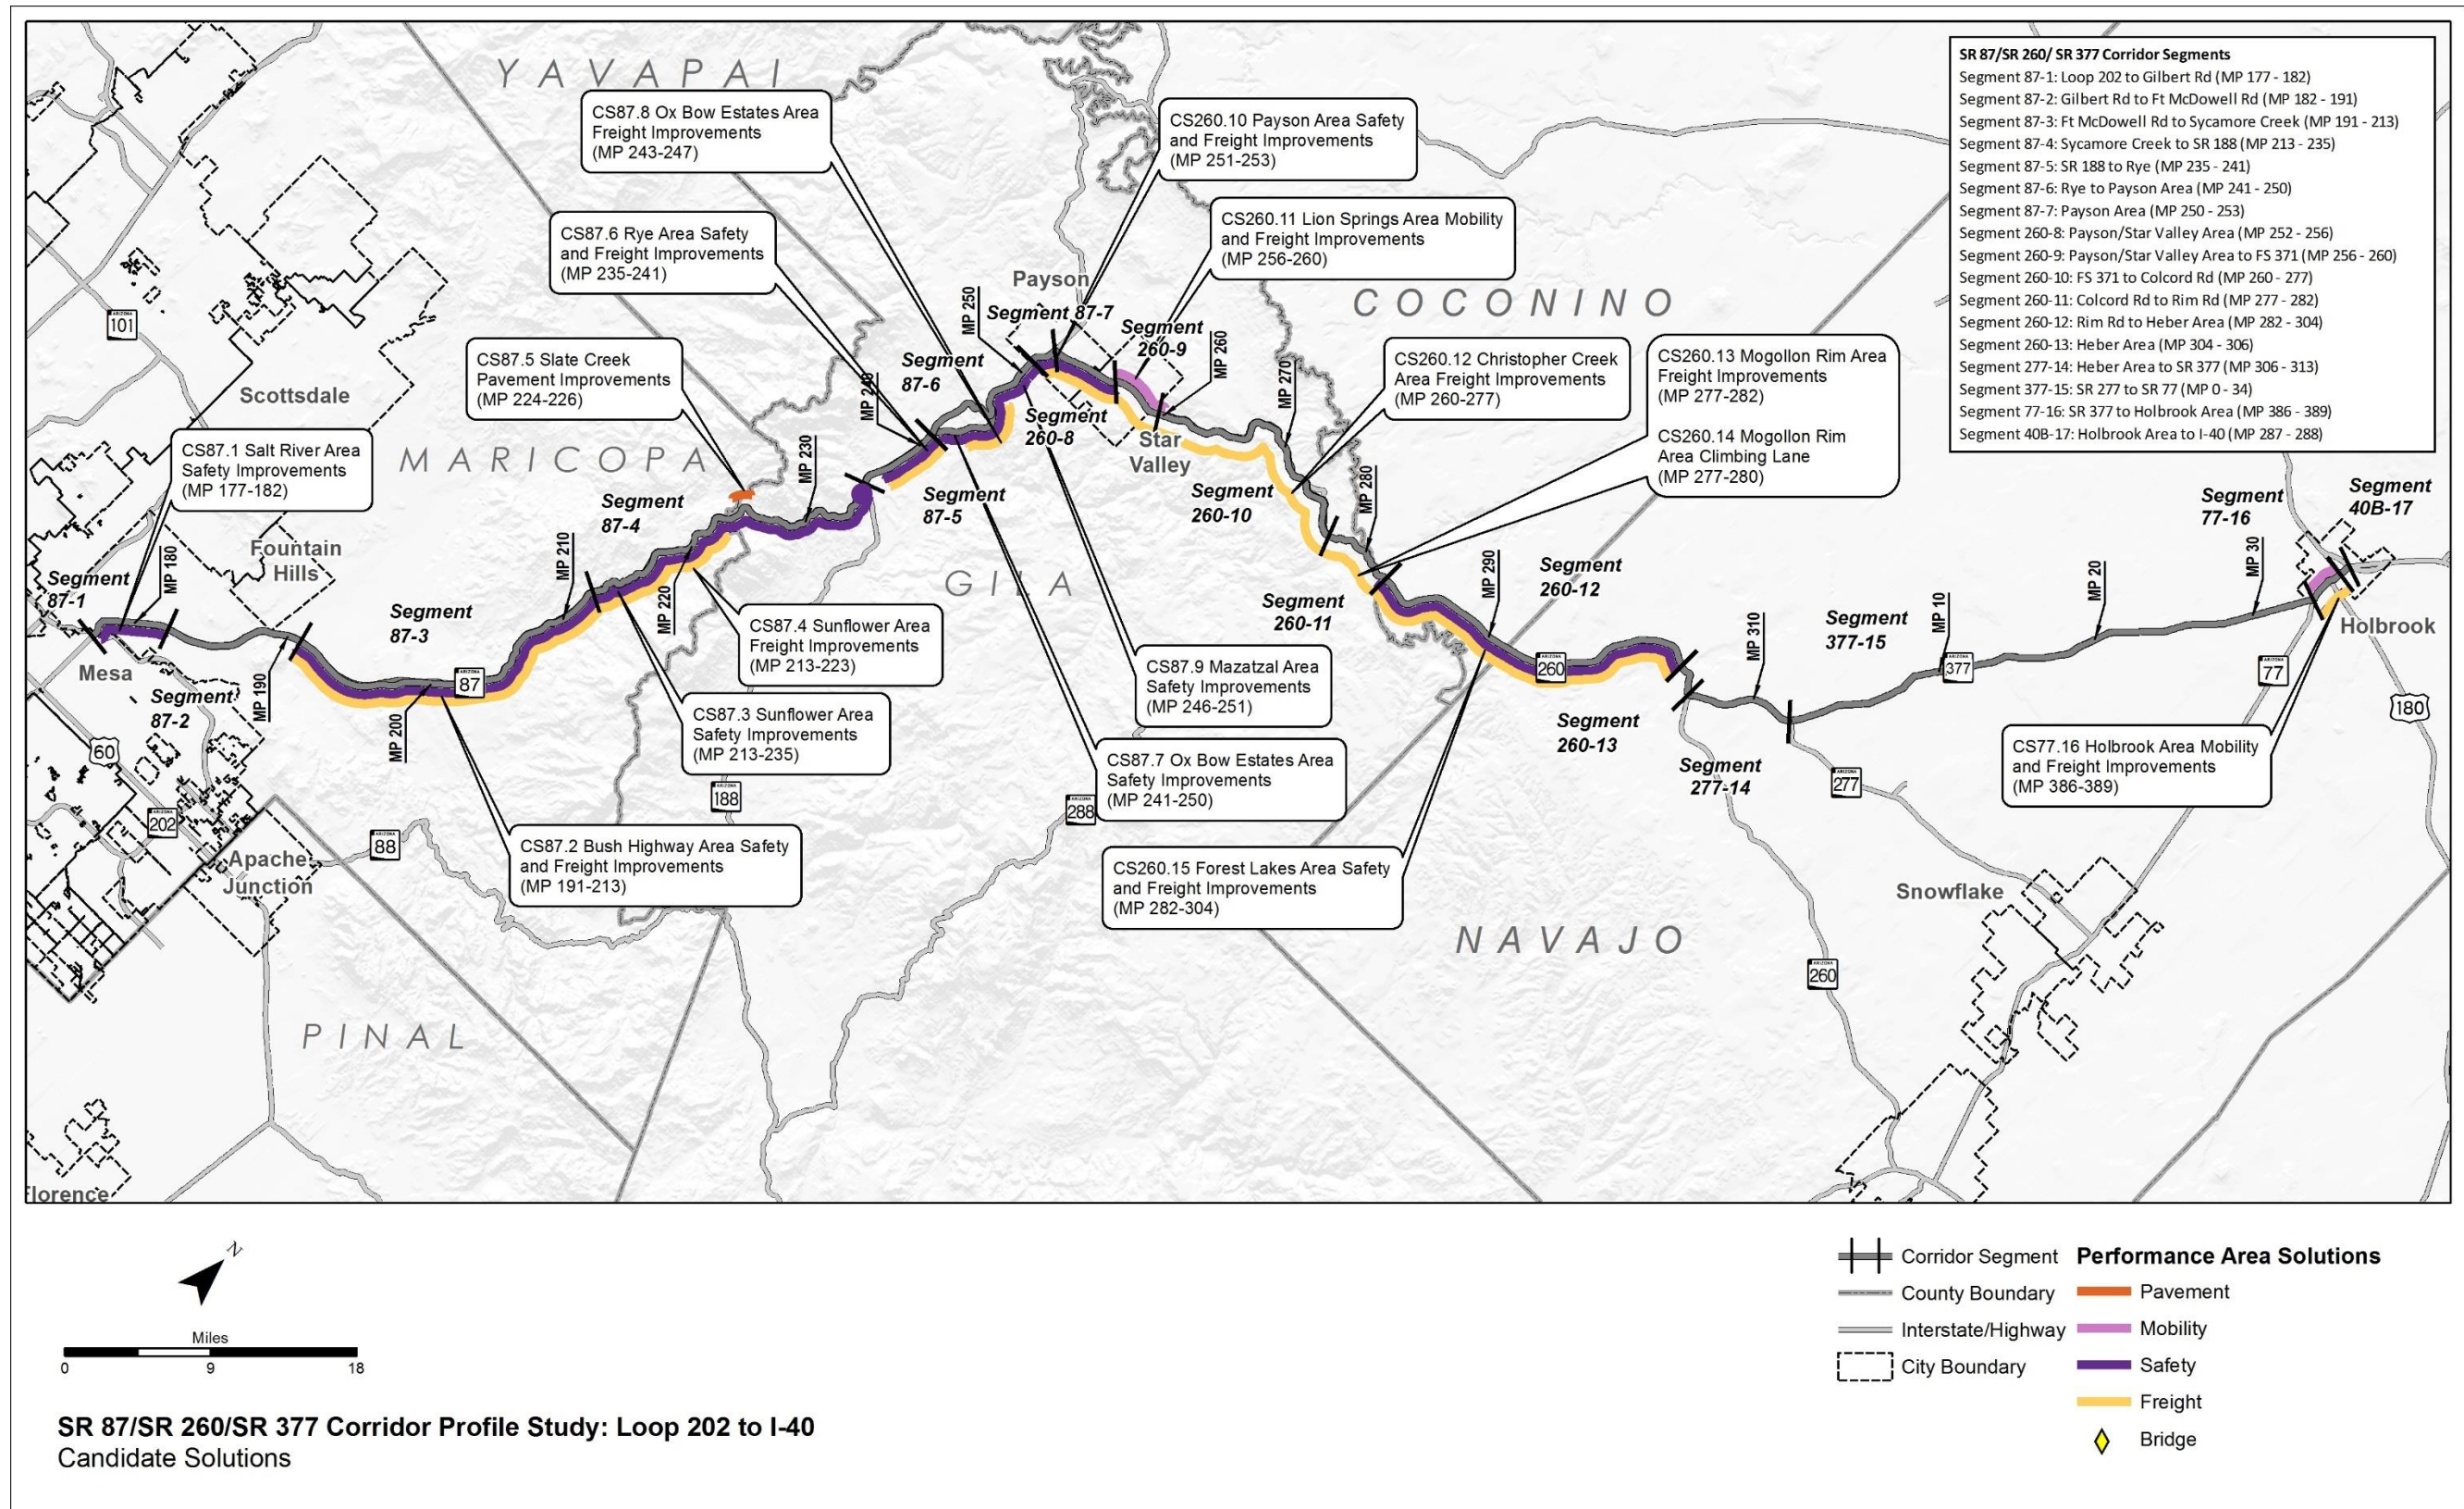 YAVAPAI
COCONINO
MARICOPA
GILA
NAVAJO
PINAL
SR 87/SR 260/ SR 377 Corridor Segments
Segment 87-1: Loop 202 to Gilbert Rd (MP 177 - 182)
Segment 87-2: Gilbert Rd to Ft McDowell Rd (MP 182 - 191)
Segment 87-3: Ft McDowell Rd to Sycamore Creek (MP 191 - 213)
Segment 87-4: Sycamore Creek to SR 188 (MP 213 - 235)
Segment 87-5: SR 188 to Rye (MP 235 - 241)
Segment 87-6: Rye to Payson Area (MP 241 - 250)
Segment 87-7: Payson Area (MP 250 - 253)
Segment 260-8: Payson/Star Valley Area (MP 252 - 256)
Segment 260-9: Payson/Star Valley Area to FS 371 (MP 256 - 260)
Segment 260-10: FS 371 to Colcord Rd (MP 260 - 277)
Segment 260-11: Colcord Rd to Rim Rd (MP 277 - 282)
Segment 260-12: Rim Rd to Heber Area (MP 282 - 304)
Segment 260-13: Heber Area (MP 304 - 306)
Segment 277-14: Heber Area to SR 377 (MP 306 - 313)
Segment 377-15: SR 277 to SR 77 (MP 0 - 34)
Segment 77-16: SR 377 to Holbrook Area (MP 386 - 389)
Segment 40B-17: Holbrook Area to I-40 (MP 287 - 288)
CS87.8 Ox Bow Estates Area
Freight Improvements
(MP 243-247)
CS260.10 Payson Area Safety
and Freight Improvements
(MP 251-253)
CS87.6 Rye Area Safety
and Freight Improvements
(MP 235-241)
CS260.11 Lion Springs Area Mobility
and Freight Improvements
(MP 256-260)
CS87.5 Slate Creek
Pavement Improvements
(MP 224-226)
CS260.12 Christopher Creek
Area Freight Improvements
(MP 260-277)
CS260.13 Mogollon Rim Area
Freight Improvements
(MP 277-282)
CS260.14 Mogollon Rim
Area Climbing Lane
(MP 277-280)
CS87.1 Salt River Area
Safety Improvements
(MP 177-182)
CS87.4 Sunflower Area
Freight Improvements
(MP 213-223)
CS87.3 Sunflower Area
Safety Improvements
(MP 213-235)
CS87.2 Bush Highway Area Safety
and Freight Improvements
(MP 191-213)
CS87.9 Mazatzal Area
Safety Improvements
(MP 246-251)
CS87.7 Ox Bow Estates Area
Safety Improvements
(MP 241-250)
CS260.15 Forest Lakes Area Safety
and Freight Improvements
(MP 282-304)
CS77.16 Holbrook Area Mobility
and Freight Improvements
(MP 386-389)
Segment
87-1
Segment
87-2
Segment
87-3
Segment
87-4
Segment
87-5
Segment
87-6
Segment 87-7
Segment
260-8
Segment
260-9
Segment
260-10
Segment
260-11
Segment
260-12
Segment
260-13
Segment
277-14
Segment
377-15
Segment
77-16
Segment
40B-17
MP 180
MP 190
MP 200
MP 210
MP 220
MP 230
MP 240
MP 250
MP 260
MP 270
MP 280
MP 290
MP 310
MP 10
MP 20
MP 30
Scottsdale
Fountain
Hills
Mesa
Apache
Junction
Florence
Payson
Star
Valley
Snowflake
Holbrook
ARIZONA
101
60
ARIZONA
202
ARIZONA
88
ARIZONA
87
ARIZONA
188
ARIZONA
288
ARIZONA
260
ARIZONA
277
ARIZONA
377
ARIZONA
77
180
ARIZONA
260
N
Miles
0 9 18
SR 87/SR 260/SR 377 Corridor Profile Study: Loop 202 to I-40
Candidate Solutions
Corridor Segment
County Boundary
Interstate/Highway
City Boundary
Performance Area Solutions
Pavement
Mobility
Safety
Freight
Bridge